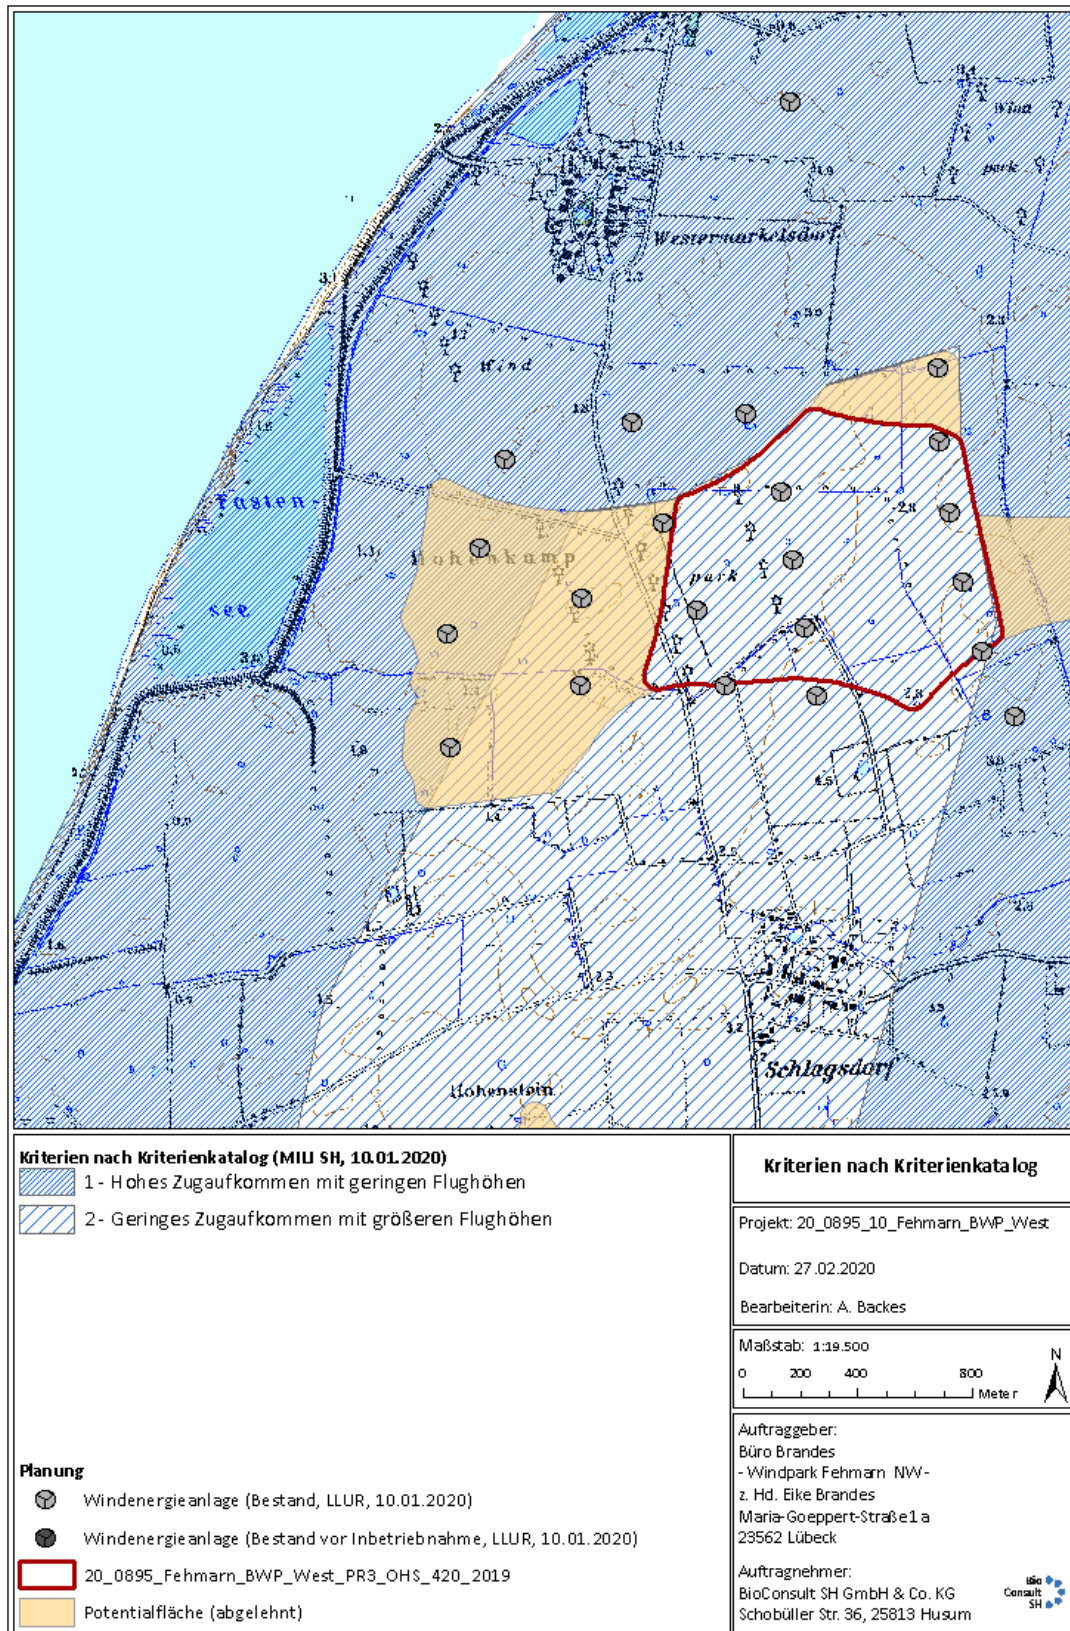 Westermarkelsdorf
Wind
park
Wind
Fasten-
see
Hohenkamp
park
Schlagsdorf
Hohenstein
Kriterien nach Kriterienkatalog (MILI SH, 10.01.2020)
1 - Hohes Zugaufkommen mit geringen Flughöhen
2 - Geringes Zugaufkommen mit größeren Flughöhen
Planung
Windenergieanlage (Bestand, LLUR, 10.01.2020)
Windenergieanlage (Bestand vor Inbetriebnahme, LLUR, 10.01.2020)
20_0895_Fehmarn_BWP_West_PR3_OHS_420_2019
Potentialfläche (abgelehnt)
Kriterien nach Kriterienkatalog
Projekt: 20_0895_10_Fehmarn_BWP_West
Datum: 27.02.2020
Bearbeiterin: A. Backes
Maßstab: 1:19.500
N
0 200 400 800
Meter
Auftraggeber:
Büro Brandes
- Windpark Fehmarn NW -
z. Hd. Eike Brandes
Maria-Goeppert-Straße 1 a
23562 Lübeck
Auftragnehmer:
BioConsult SH GmbH & Co. KG
Schobüller Str. 36, 25813 Husum
Bio
Consult
SH